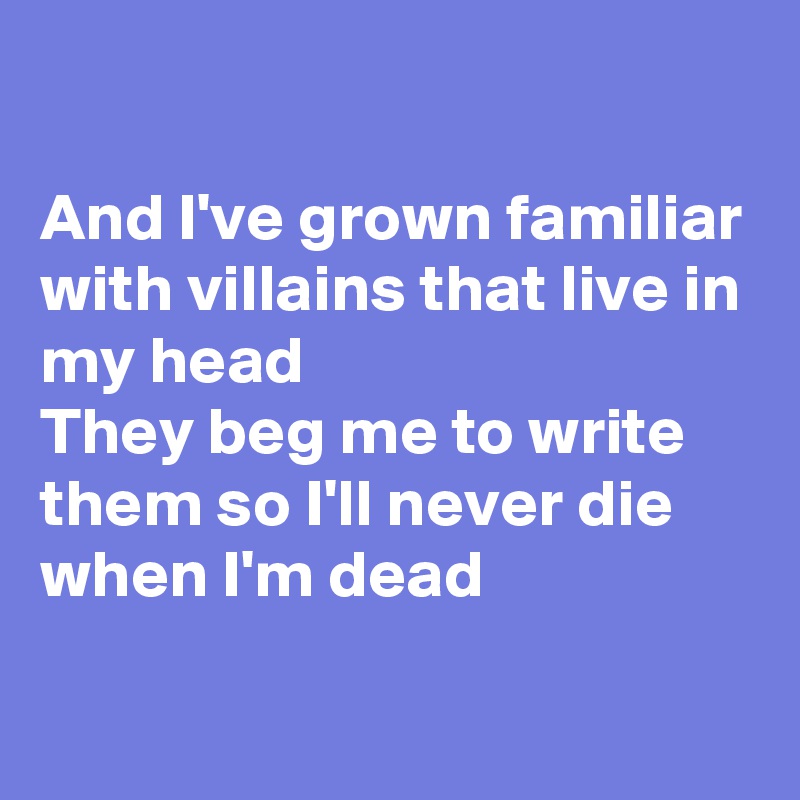 And I've grown familiar
with villains that live in
my head
They beg me to write
them so I'll never die
when I'm dead